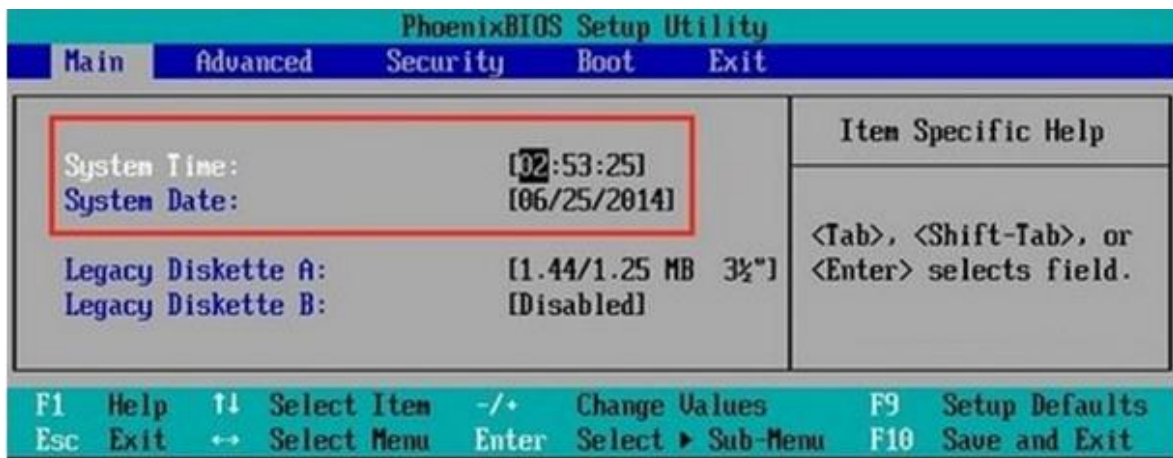 PhoenixBIOS Setup Utility
Main Advanced Security Boot Exit
System Time: [02:53:25]
System Date: [06/25/2014]
Legacy Diskette A: [1.44/1.25 MB 3½"]
Legacy Diskette B: [Disabled]
Item Specific Help
<Tab>, <Shift-Tab>, or
<Enter> selects field.
F1 Help ↑↓ Select Item -/+ Change Values F9 Setup Defaults
Esc Exit ↔ Select Menu Enter Select ▶ Sub-Menu F10 Save and Exit